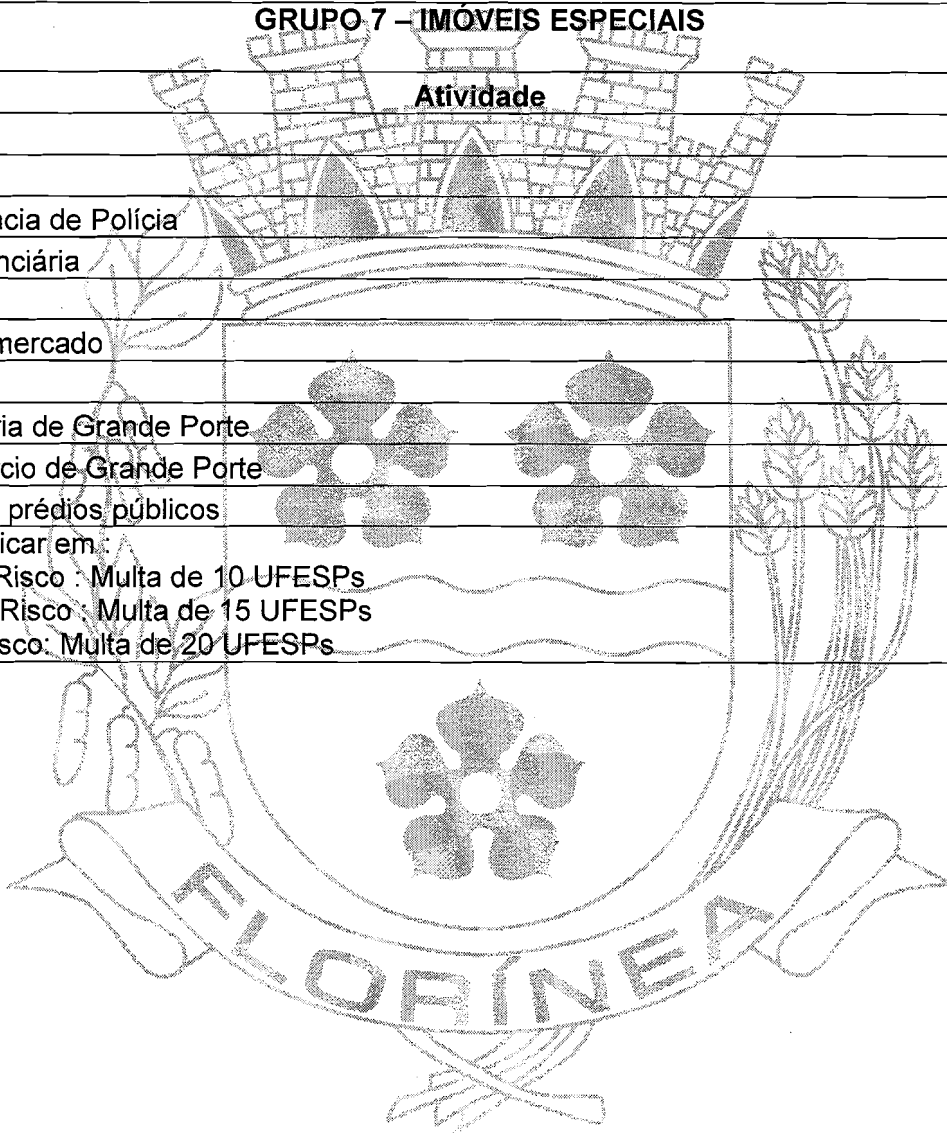 GRUPO 7 – IMÓVEIS ESPECIAIS
Atividade
cia de Polícia
nciária
mercado
ria de Grande Porte
cio de Grande Porte
prédios públicos
icar em :
Risco : Multa de 10 UFESPs
Risco : Multa de 15 UFESPs
sco: Multa de 20 UFESPs
FLORÍNEA